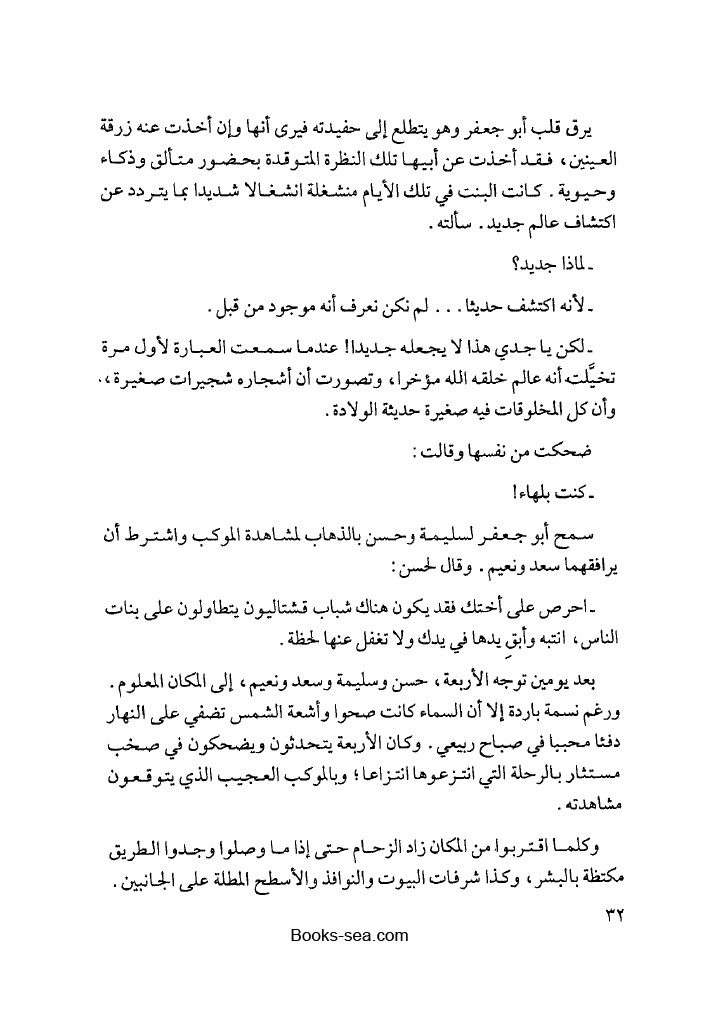 يرق قلب أبو جعفر وهو يتطلع إلى حفيدته فيرى أنها وإن أخذت عنه زرقة
العينين، فقد أخذت عن أبيها تلك النظرة المتوقدة بحضور متألق وذكاء
وحيوية. كانت البنت في تلك الأيام منشغلة انشغالا شديدا بما يتردد عن
اكتشاف عالم جديد. سألته.
ـ لماذا جديد؟
ـ لأنه اكتشف حديثا... لم نكن نعرف أنه موجود من قبل.
ـ لكن يا جدي هذا لا يجعله جديدا! عندما سمعت العبارة لأول مرة
تخيَّلت أنه عالم خلقه الله مؤخرا، وتصورت أن أشجاره شجيرات صغيرة،.
وأن كل المخلوقات فيه صغيرة حديثة الولادة.
ضحكت من نفسها وقالت:
ـ كنت بلهاء!
سمح أبو جعفر لسليمة وحسن بالذهاب لمشاهدة الموكب واشترط أن
يرافقهما سعد ونعيم. وقال لحسن:
ـ احرص على أختك فقد يكون هناك شباب قشتاليون يتطاولون على بنات
الناس، انتبه وأبقِ يدها في يدك ولا تغفل عنها لحظة.
بعد يومين توجه الأربعة، حسن وسليمة وسعد ونعيم، إلى المكان المعلوم.
ورغم نسمة باردة إلا أن السماء كانت صحوا وأشعة الشمس تضفي على النهار
دفئا محببا في صباح ربيعي. وكان الأربعة يتحدثون ويضحكون في صخب
مستثار بالرحلة التي انتزعوها انتزاعا؛ وبالموكب العجيب الذي يتوقعون
مشاهدته.
وكلما اقتربوا من المكان زاد الزحام حتى إذا ما وصلوا وجدوا الطريق
مكتظة بالبشر، وكذا شرفات البيوت والنوافذ والأسطح المطلة على الجانبين.
٣٢
Books-sea.com